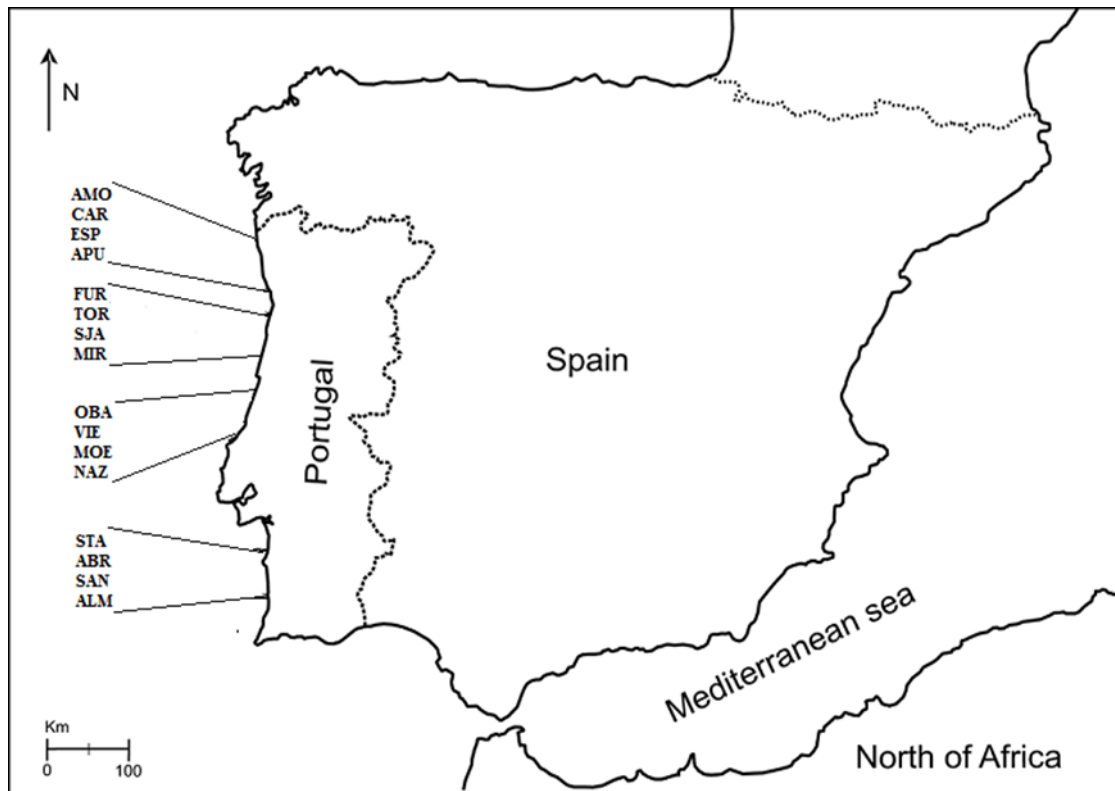 N
AMO
CAR
ESP
APU
FUR
TOR
SJA
MIR
OBA
VIE
MOE
NAZ
STA
ABR
SAN
ALM
Portugal
Spain
Mediterranean sea
North of Africa
Km
0 100